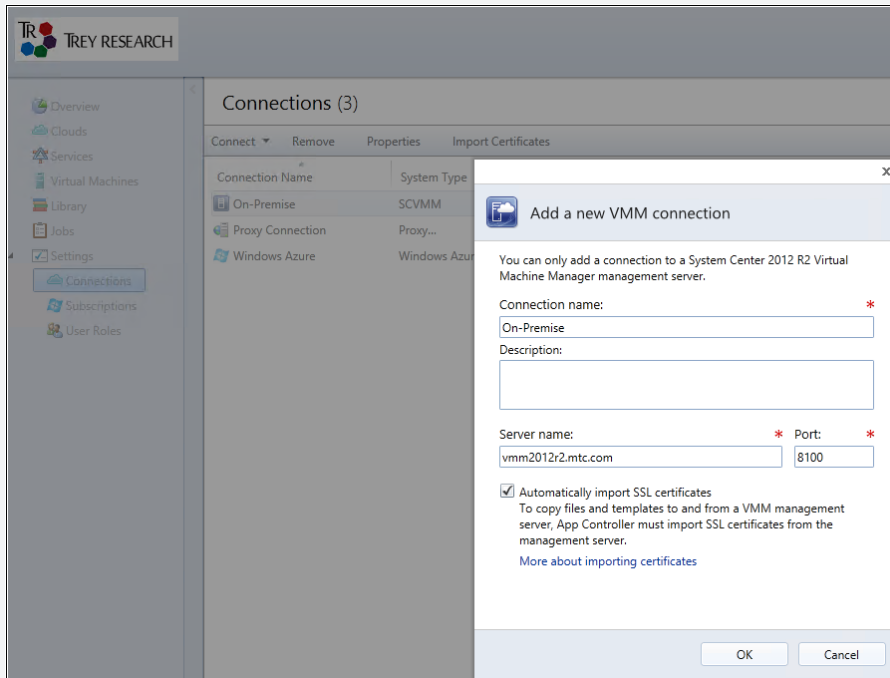 TR
TREY RESEARCH
Overview
Clouds
Services
Virtual Machines
Library
Jobs
Settings
Connections
Subscriptions
User Roles
Connections (3)
Connect Remove Properties Import Certificates
Connection Name System Type
On-Premise SCVMM
Proxy Connection Proxy...
Windows Azure Windows Azur
x
Add a new VMM connection
You can only add a connection to a System Center 2012 R2 Virtual
Machine Manager management server.
Connection name: *
On-Premise
Description:
Server name: * Port: *
vmm2012r2.mtc.com 8100
Automatically import SSL certificates
To copy files and templates to and from a VMM management
server, App Controller must import SSL certificates from the
management server.
More about importing certificates
OK Cancel